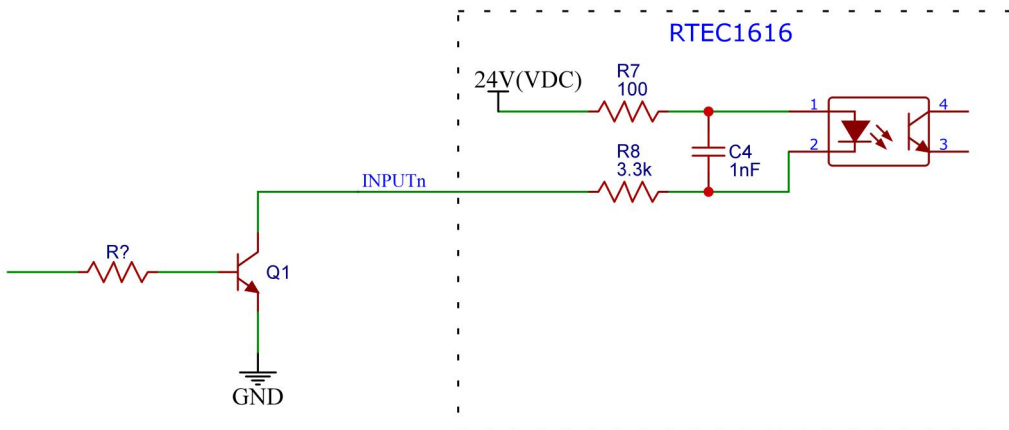 RTEC1616
24V(VDC)
R7
100
1
4
2
3
C4
1nF
R8
3.3k
INPUTn
R?
Q1
GND